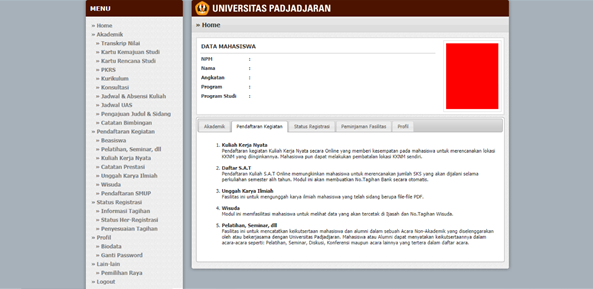 MENU
» Home
» Akademik
» Transkrip Nilai
» Kartu Kemajuan Studi
» Kartu Rencana Studi
» PKRS
» Kurikulum
» Konsultasi
» Jadwal & Absensi Kuliah
» Jadwal UAS
» Pengajuan Judul & Sidang
» Catatan Bimbingan
» Pendaftaran Kegiatan
» Beasiswa
» Pelatihan, Seminar, dll
» Kuliah Kerja Nyata
» Catatan Prestasi
» Unggah Karya Ilmiah
» Wisuda
» Pendaftaran SMUP
» Status Registrasi
» Informasi Tagihan
» Status Her-Registrasi
» Penyesuaian Tagihan
» Profil
» Biodata
» Ganti Password
» Lain-lain
» Pemilihan Raya
» Logout
UNIVERSITAS PADJADJARAN
» Home
DATA MAHASISWA
NPM :
Nama :
Angkatan :
Program :
Program Studi :
Akademik Pendaftaran Kegiatan Status Registrasi Peminjaman Fasilitas Profil
1. Kuliah Kerja Nyata
Pendaftaran kegiatan Kuliah Kerja Nyata secara Online yang memberi kesempatan pada mahasiswa untuk merencanakan lokasi
KKNM yang diinginkannya. Mahasiswa pun dapat melakukan pembatalan lokasi KKNM sendiri.
2. Daftar S.A.T
Pendaftaran Kuliah S.A.T Online memungkinkan mahasiswa untuk merencanakan jumlah SKS yang akan dijalani selama
perkuliahan semester alih tahun. Modul ini akan membuatkan No.Tagihan Bank secara otomatis.
3. Unggah Karya Ilmiah
Fasilitas ini untuk mengunggah karya ilmiah mahasiswa yang telah sidang berupa file-file PDF.
4. Wisuda
Modul ini memfasilitasi mahasiswa untuk melihat data yang akan tercetak di Ijasah dan No.Tagihan Wisuda.
5. Pelatihan, Seminar, dll
Fasilitas ini untuk mencatatkan keikutsertaan mahasiswa dan alumni dalam sebuah Acara Non-Akademik yang diselenggarakan
oleh atau bekerjasama dengan Universitas Padjadjaran. Mahasiswa atau Alumni dapat menyatakan keikutsertaannya dalam
acara-acara seperti: Pelatihan, Seminar, Diskusi, Konferensi maupun acara lainnya yang tertera dalam daftar acara.